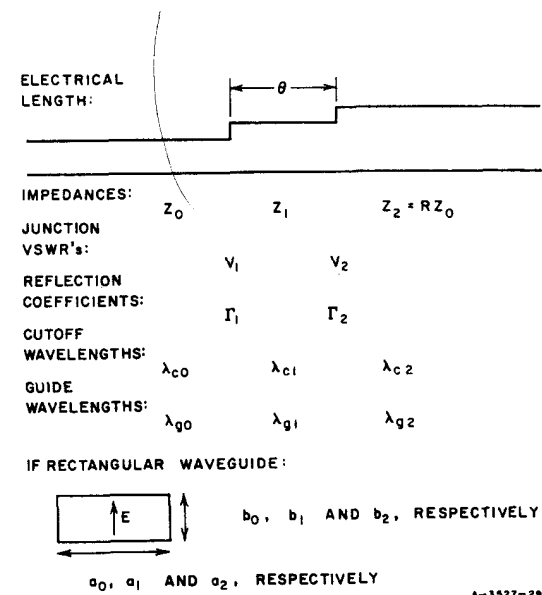 ELECTRICAL
LENGTH:
θ
IMPEDANCES:
Z₀ Z₁ Z₂ = RZ₀
JUNCTION
VSWR's:
V₁ V₂
REFLECTION
COEFFICIENTS:
Γ₁ Γ₂
CUTOFF
WAVELENGTHS:
λc0 λc1 λc2
GUIDE
WAVELENGTHS:
λg0 λg1 λg2
IF RECTANGULAR WAVEGUIDE:
E
b₀, b₁ AND b₂, RESPECTIVELY
a₀, a₁ AND a₂, RESPECTIVELY
A-3527-29